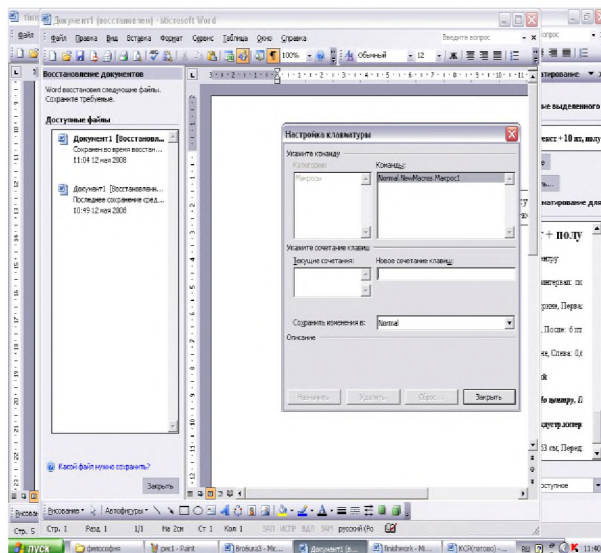 Документ1 (восстановлен) - Microsoft Word
Файл Правка Вид Вставка Формат Сервис Таблица Окно Справка
Введите вопрос
100%
Обычный 12
Восстановление документов
Word восстановил следующие файлы.
Сохраните требуемые.
Доступные файлы
Документ1 [Восстановл...
Сохранен во время восстан...
11:04 12 мая 2008
Документ1 [Восстановленн...
Последнее сохранение сред...
10:49 12 мая 2008
Какой файл нужно сохранить?
Закрыть
Настройка клавиатуры
Укажите команду
Категории: Команды:
Макросы Normal.NewMacros.Макрос1
Укажите сочетание клавиш
Текущие сочетания: Новое сочетание клавиш:
Сохранить изменения в: Normal
Описание
Назначить Удалить Сброс... Закрыть
Рисование Автофигуры
Стр. 1 Разд 1 1/1 На 2см Ст 1 Кол 1 ЗАП ИСПР ВДЛ ЗАМ русский (Ро
пуск философия рис1 - Paint Brošura3 - Mic... Документ1 (в... finishwork - Mi... КСР(готово) -... RU 11:40